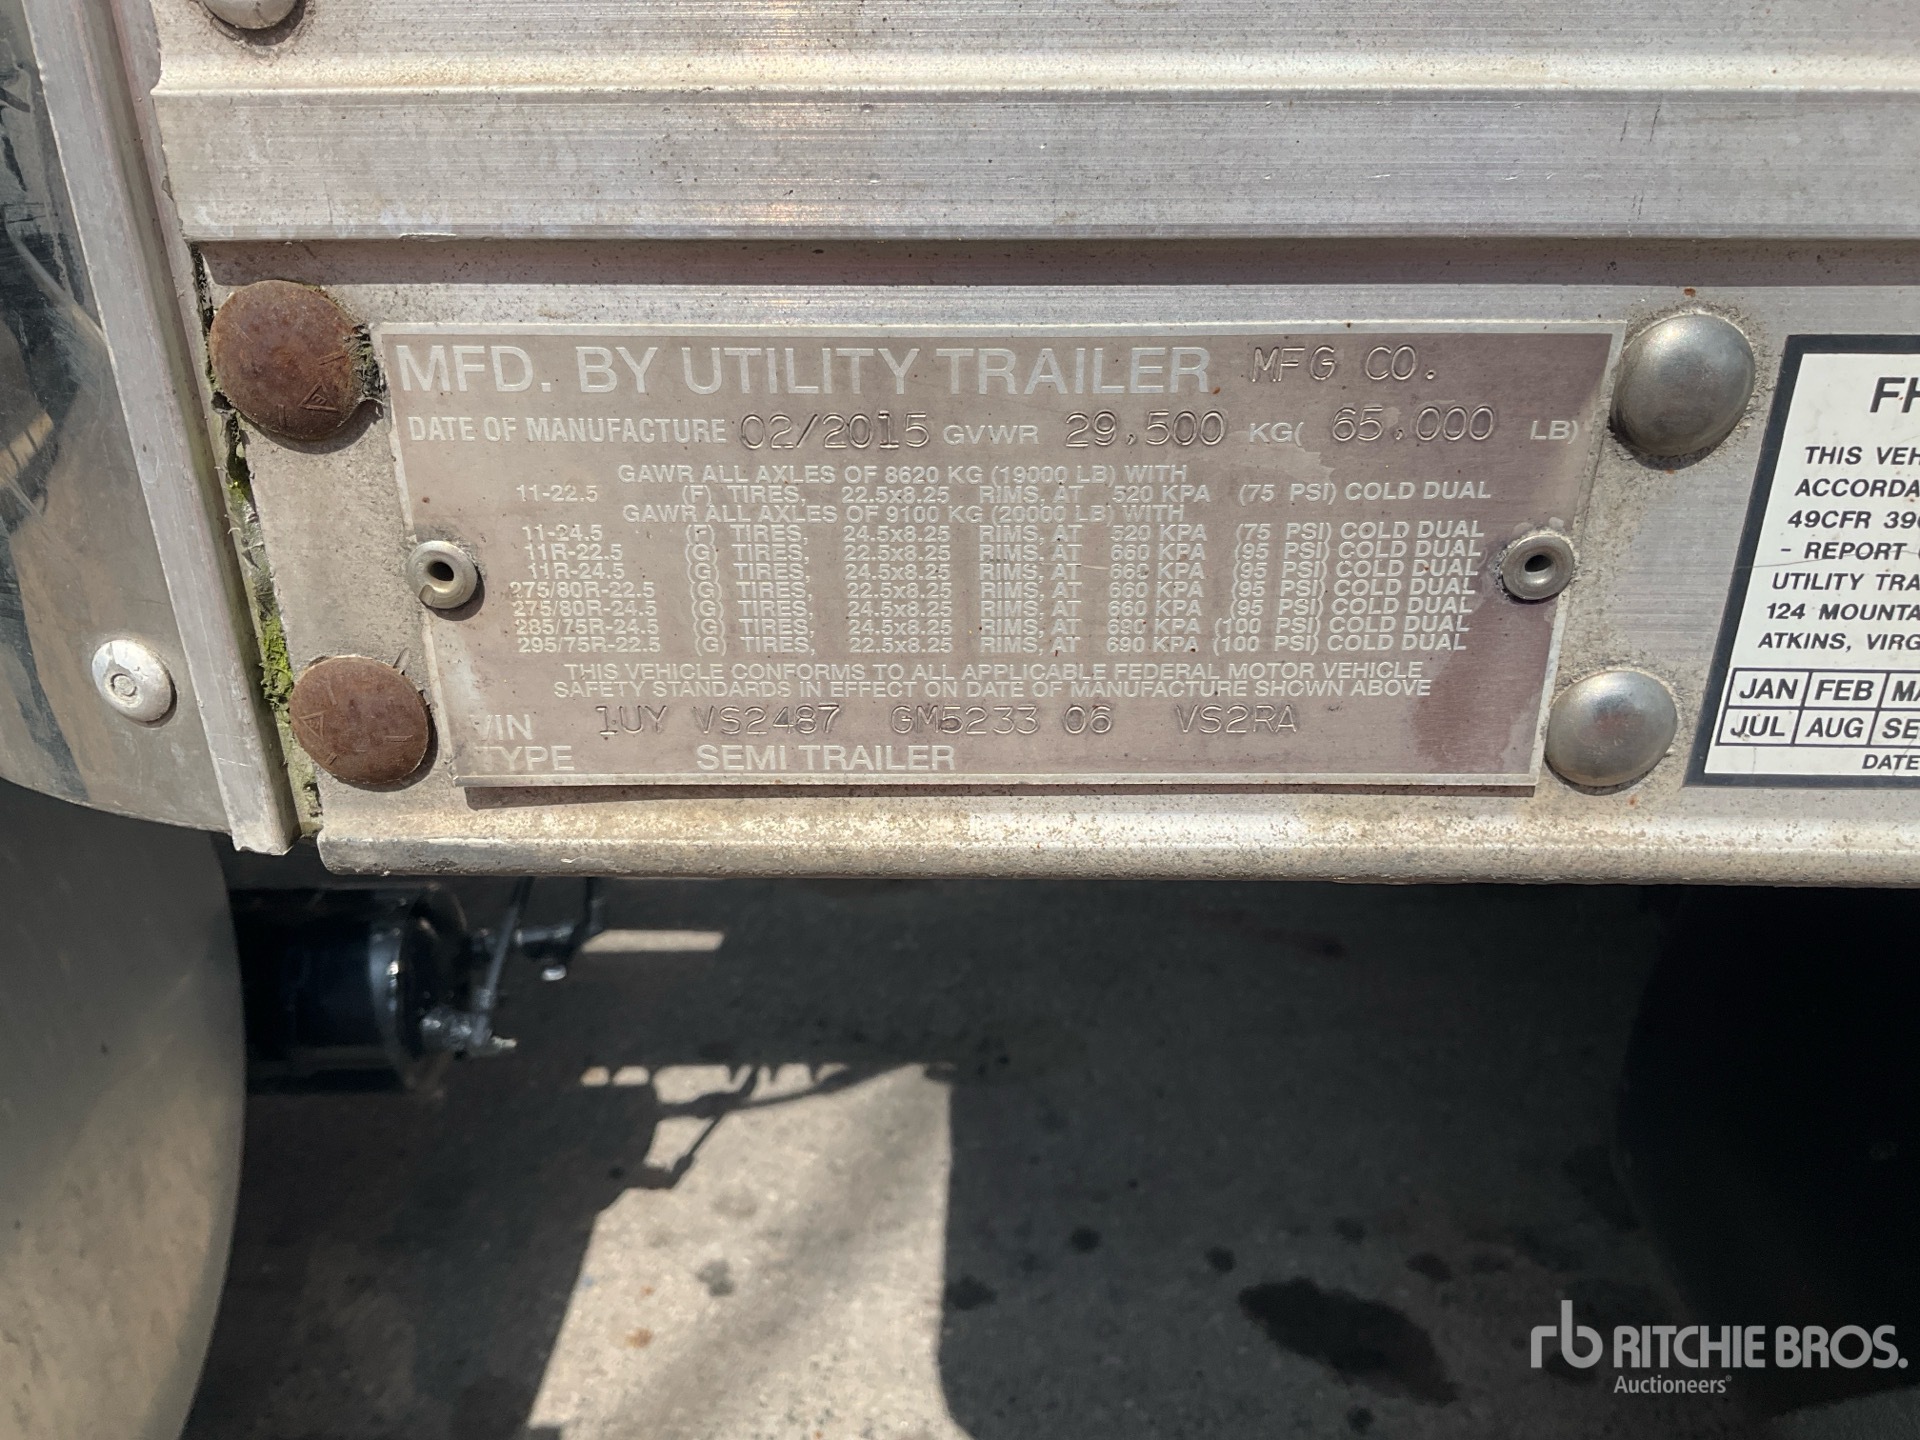 MFD. BY UTILITY TRAILER MFG CO.
DATE OF MANUFACTURE 02/2015 GVWR 29,500 KG( 65,000 LB)
GAWR ALL AXLES OF 8620 KG (19000 LB) WITH
11-22.5 (F) TIRES, 22.5x8.25 RIMS, AT 520 KPA (75 PSI) COLD DUAL
GAWR ALL AXLES OF 9100 KG (20000 LB) WITH
11-24.5 (F) TIRES, 24.5x8.25 RIMS, AT 520 KPA (75 PSI) COLD DUAL
11R-22.5 (G) TIRES, 22.5x8.25 RIMS, AT 660 KPA (95 PSI) COLD DUAL
11R-24.5 (G) TIRES, 24.5x8.25 RIMS, AT 660 KPA (95 PSI) COLD DUAL
275/80R-22.5 (G) TIRES, 22.5x8.25 RIMS, AT 660 KPA (95 PSI) COLD DUAL
275/80R-24.5 (G) TIRES, 24.5x8.25 RIMS, AT 660 KPA (95 PSI) COLD DUAL
285/75R-24.5 (G) TIRES, 24.5x8.25 RIMS, AT 690 KPA (100 PSI) COLD DUAL
295/75R-22.5 (G) TIRES, 22.5x8.25 RIMS, AT 690 KPA (100 PSI) COLD DUAL
THIS VEHICLE CONFORMS TO ALL APPLICABLE FEDERAL MOTOR VEHICLE
SAFETY STANDARDS IN EFFECT ON DATE OF MANUFACTURE SHOWN ABOVE
VIN 1UY VS2487 GM5233 06 VS2RA
TYPE SEMI TRAILER
FH
THIS VEH
ACCORDA
49CFR 39
- REPORT
UTILITY TRA
124 MOUNTA
ATKINS, VIRG
JAN FEB MA
JUL AUG SE
DATE
rb RITCHIE BROS.
Auctioneers®